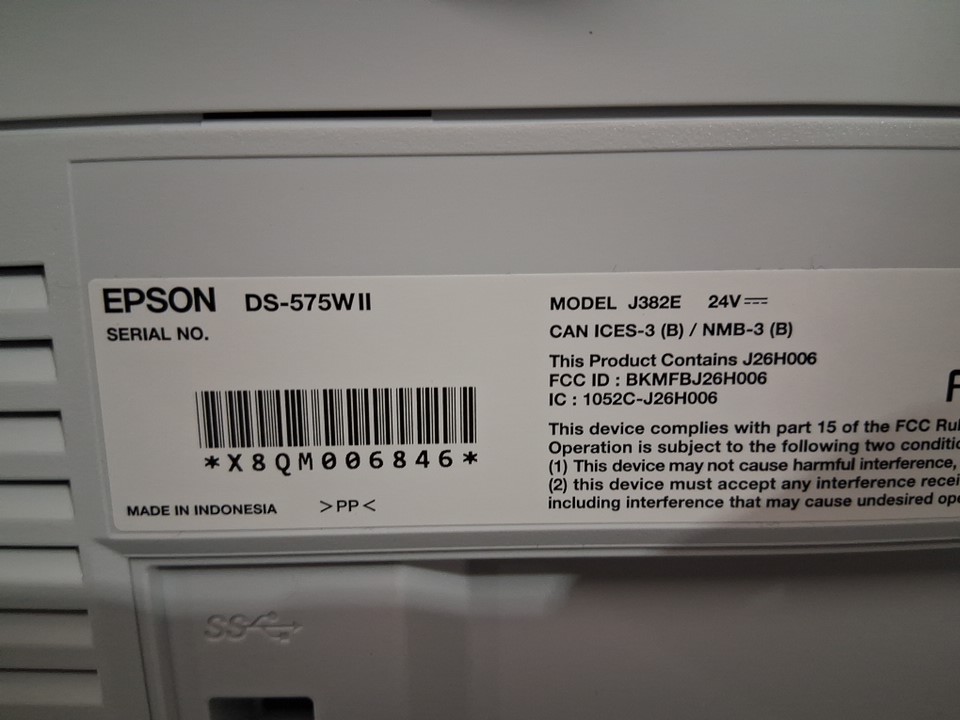 EPSON DS-575WII
SERIAL NO.
*X8QM006846*
MADE IN INDONESIA >PP<
MODEL J382E 24V⎓
CAN ICES-3 (B) / NMB-3 (B)
This Product Contains J26H006
FCC ID : BKMFBJ26H006
IC : 1052C-J26H006
This device complies with part 15 of the FCC
Operation is subject to the following two
(1) This device may not cause harmful interference,
(2) this device must accept any interference
including interference that may cause undesired
SS